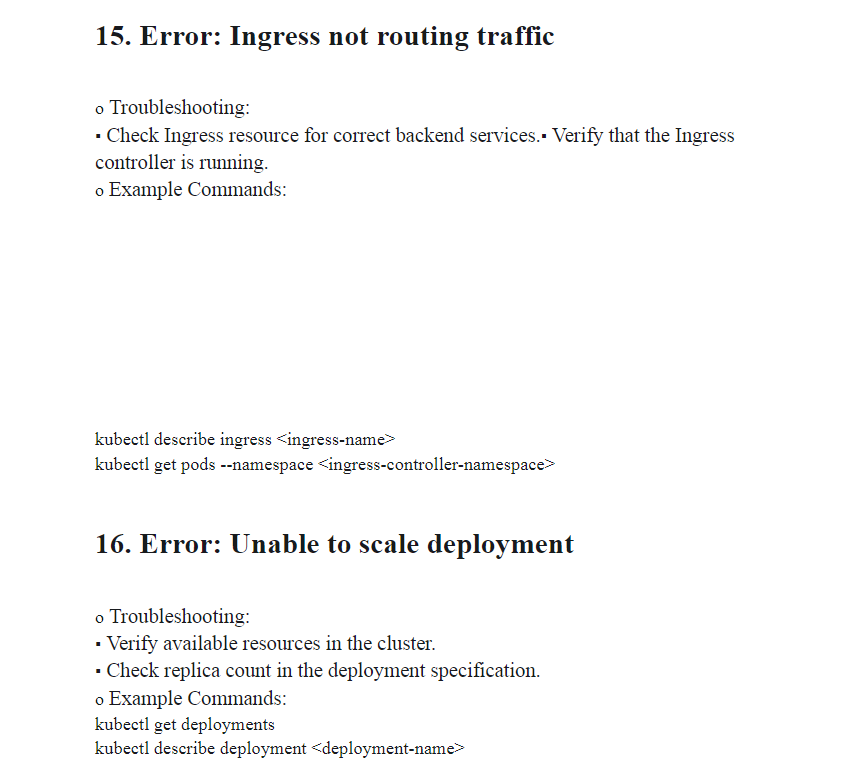 15. Error: Ingress not routing traffic
o Troubleshooting:
▪ Check Ingress resource for correct backend services.▪ Verify that the Ingress
controller is running.
o Example Commands:
kubectl describe ingress <ingress-name>
kubectl get pods --namespace <ingress-controller-namespace>
16. Error: Unable to scale deployment
o Troubleshooting:
▪ Verify available resources in the cluster.
▪ Check replica count in the deployment specification.
o Example Commands:
kubectl get deployments
kubectl describe deployment <deployment-name>